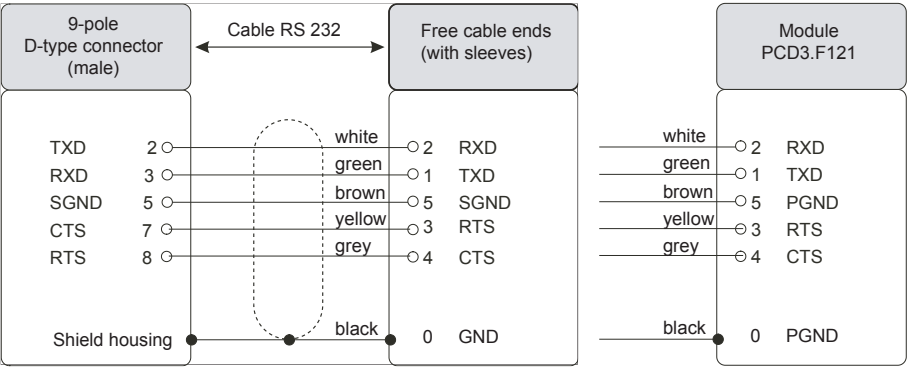 9-pole
D-type connector
(male)
Cable RS 232
Free cable ends
(with sleeves)
Module
PCD3.F121
TXD 2 white 2 RXD white 2 RXD
RXD 3 green 1 TXD green 1 TXD
SGND 5 brown 5 SGND brown 5 PGND
CTS 7 yellow 3 RTS yellow 3 RTS
RTS 8 grey 4 CTS grey 4 CTS
Shield housing black 0 GND black 0 PGND